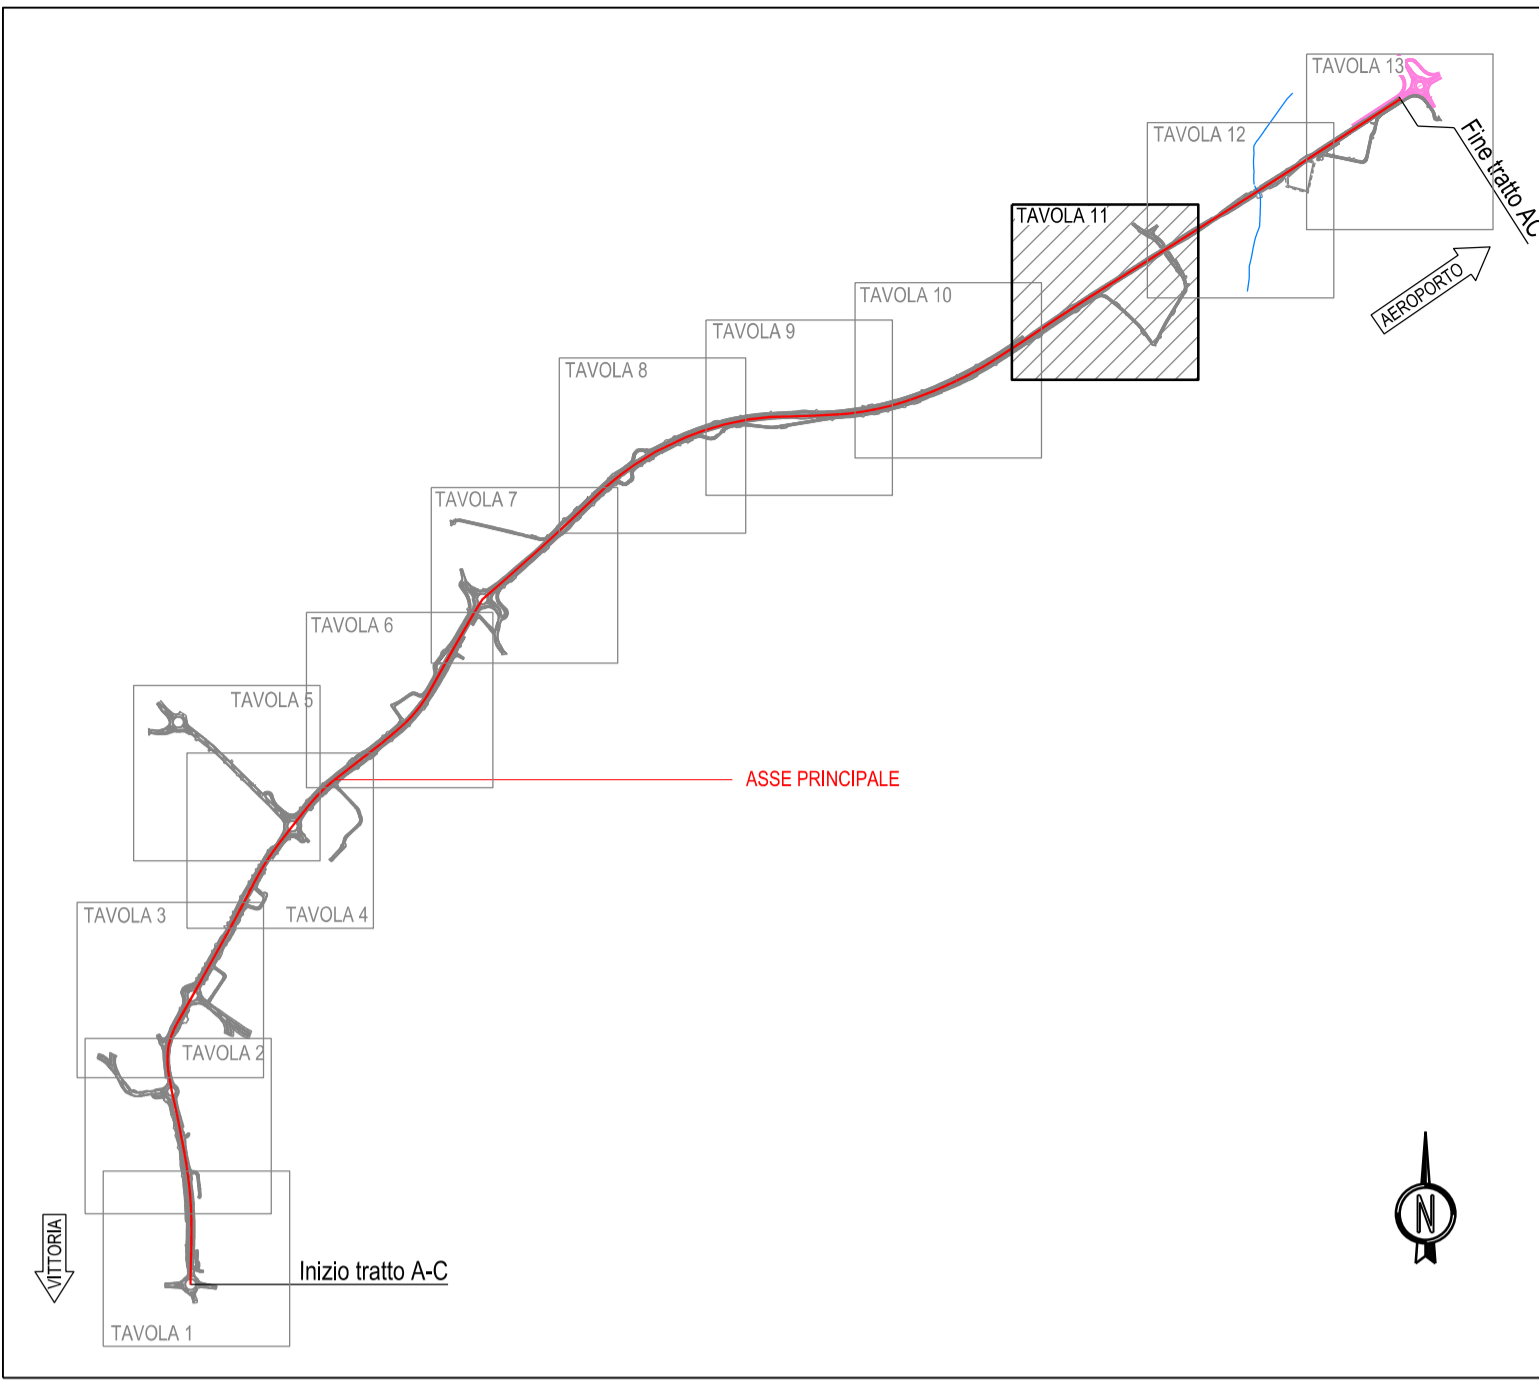 TAVOLA 13
Fine tratto AC
TAVOLA 12
TAVOLA 11
AEROPORTO
TAVOLA 10
TAVOLA 9
TAVOLA 8
TAVOLA 7
TAVOLA 6
TAVOLA 5
ASSE PRINCIPALE
TAVOLA 3
TAVOLA 4
TAVOLA 2
N
VITTORIA
Inizio tratto A-C
TAVOLA 1